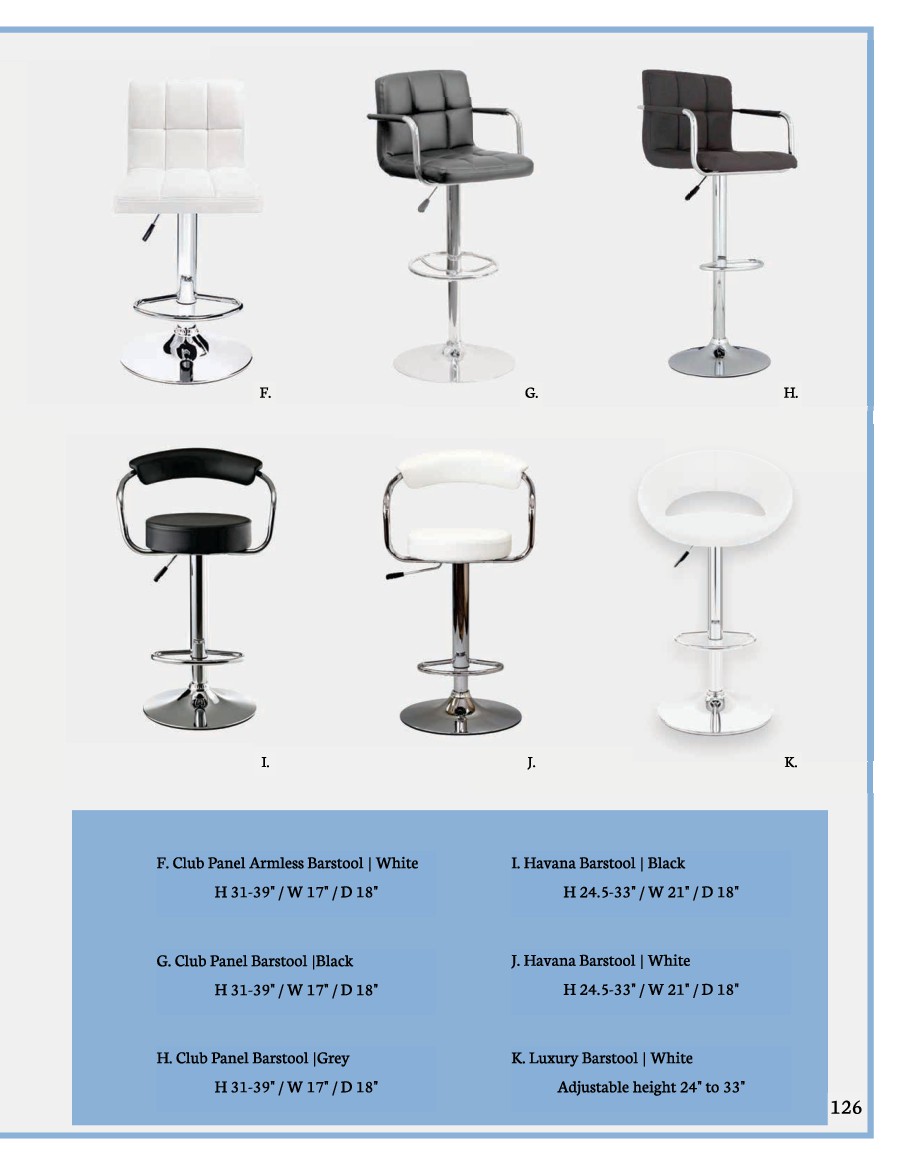 F.
G.
H.
I.
J.
K.
F. Club Panel Armless Barstool | White
H 31-39" / W 17" / D 18"
G. Club Panel Barstool |Black
H 31-39" / W 17" / D 18"
H. Club Panel Barstool |Grey
H 31-39" / W 17" / D 18"
I. Havana Barstool | Black
H 24.5-33" / W 21" / D 18"
J. Havana Barstool | White
H 24.5-33" / W 21" / D 18"
K. Luxury Barstool | White
Adjustable height 24" to 33"
126